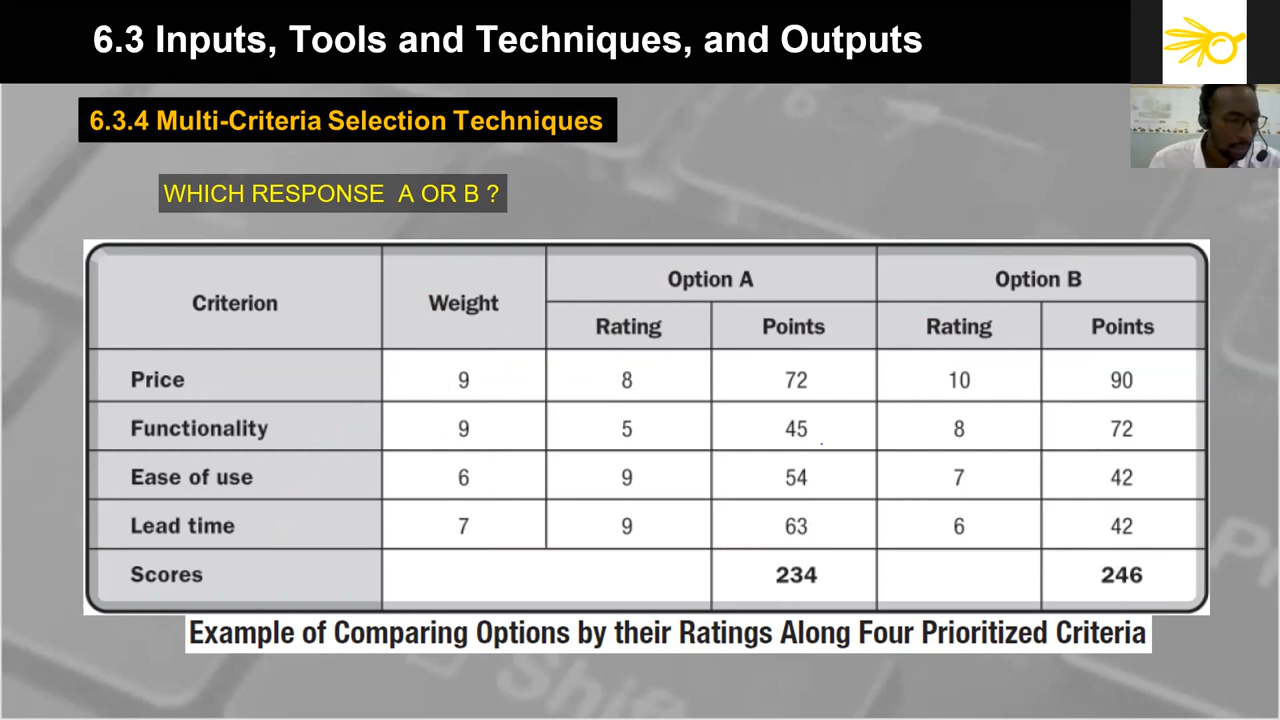 6.3 Inputs, Tools and Techniques, and Outputs
6.3.4 Multi-Criteria Selection Techniques
WHICH RESPONSE A OR B ?
Criterion Weight Option A Option B
Rating Points Rating Points
Price 9 8 72 10 90
Functionality 9 5 45 8 72
Ease of use 6 9 54 7 42
Lead time 7 9 63 6 42
Scores 234 246
Example of Comparing Options by their Ratings Along Four Prioritized Criteria
Shift